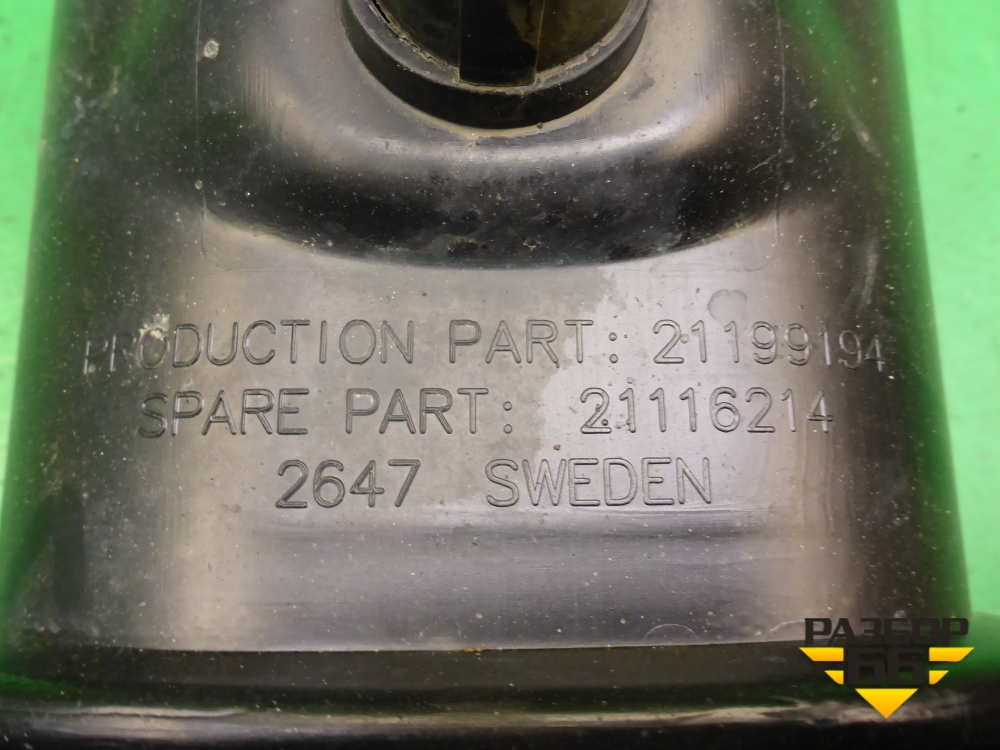 PRODUCTION PART: 21199194
SPARE PART: 21116214
2647 SWEDEN
РАЗБОР
66